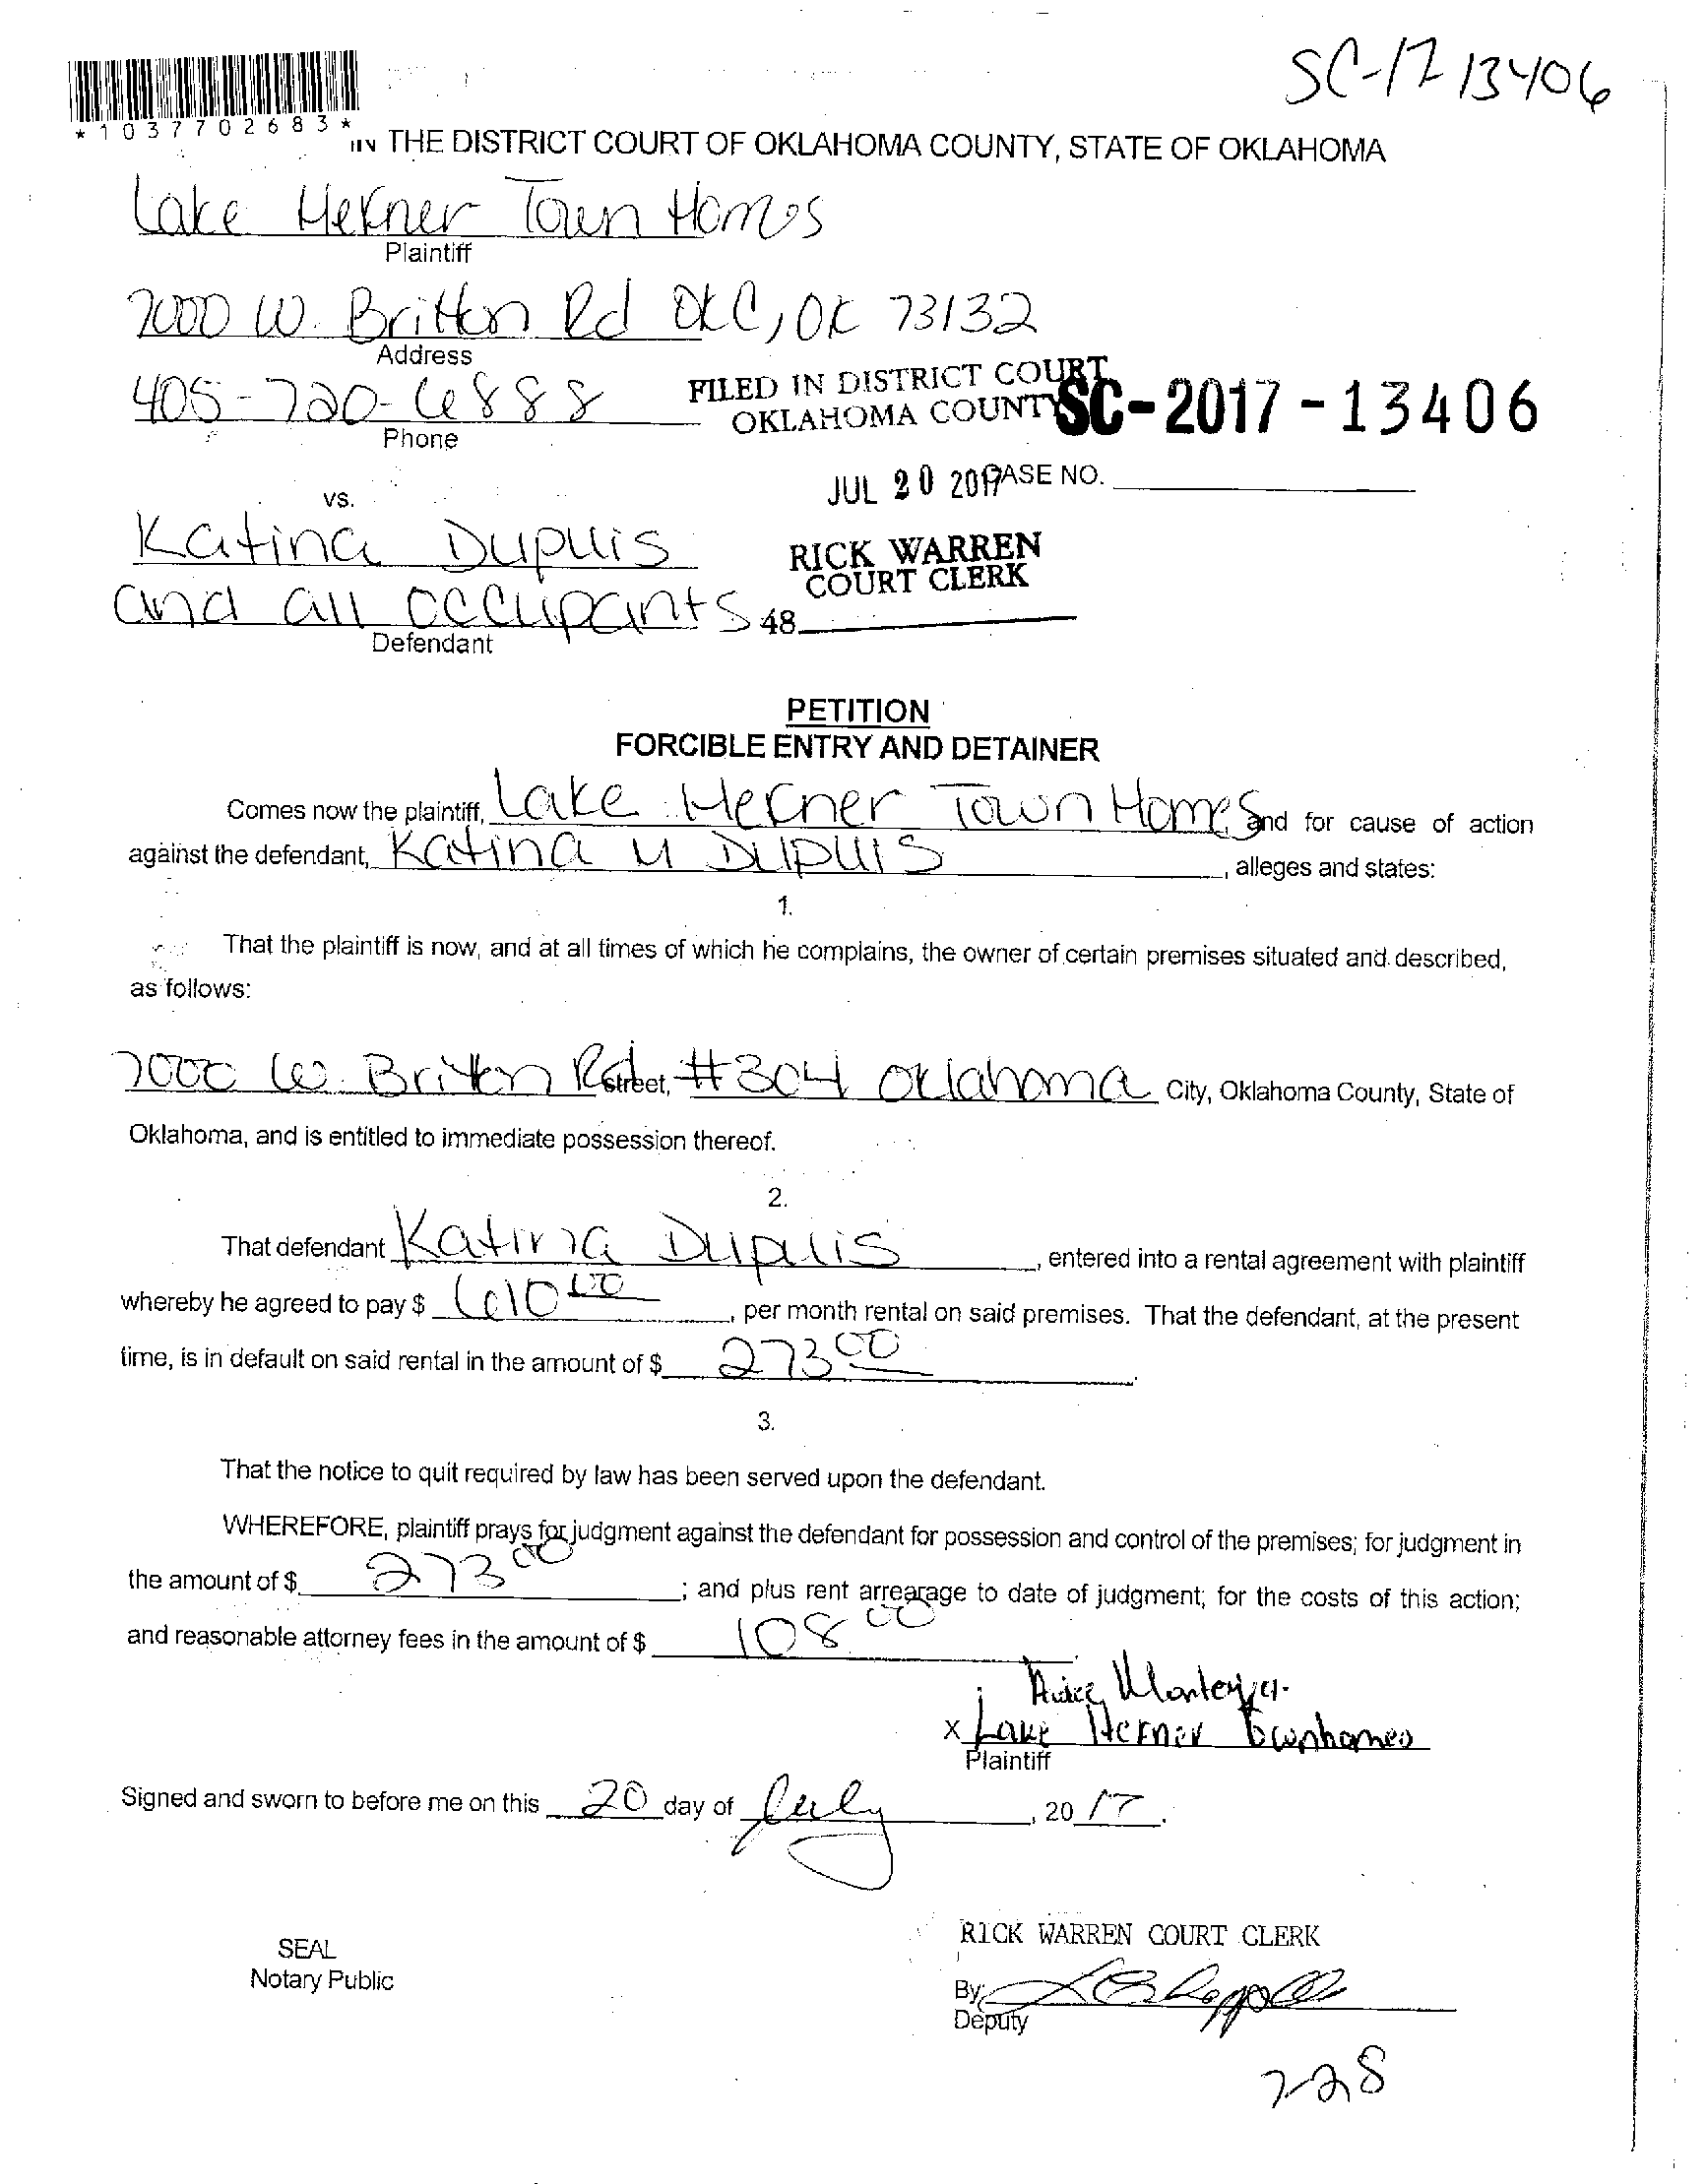 SC-17 13406
*1037702683*
IN THE DISTRICT COURT OF OKLAHOMA COUNTY, STATE OF OKLAHOMA
Lake Hefner Town Homes
Plaintiff
7000 W. Britton Rd OKC, OK 73132
Address
405-720-6888
Phone
FILED IN DISTRICT COURT
OKLAHOMA COUNTY
SC-2017-13406
JUL 20 2017
CASE NO.
vs.
Katina Dupuis
RICK WARREN
COURT CLERK
and all occupants
48
Defendant
PETITION
FORCIBLE ENTRY AND DETAINER
Comes now the plaintiff, Lake Hefner Town Homes and for cause of action
against the defendant, Katina M Dupuis, alleges and states:
1.
That the plaintiff is now, and at all times of which he complains, the owner of certain premises situated and described,
as follows:
7000 W. Britton Rd Street, #304 Oklahoma City, Oklahoma County, State of
Oklahoma, and is entitled to immediate possession thereof.
2.
That defendant Katina Dupuis, entered into a rental agreement with plaintiff
whereby he agreed to pay $ 610.00, per month rental on said premises. That the defendant, at the present
time, is in default on said rental in the amount of $ 273 00.
3.
That the notice to quit required by law has been served upon the defendant.
WHEREFORE, plaintiff prays for judgment against the defendant for possession and control of the premises; for judgment in
the amount of $ 273 00; and plus rent arrearage to date of judgment; for the costs of this action;
and reasonable attorney fees in the amount of $ 108 00
x Lake Hefner Townhomes
Plaintiff
Signed and sworn to before me on this 20 day of July, 2017.
RICK WARREN COURT CLERK
SEAL
Notary Public
By
Deputy
228